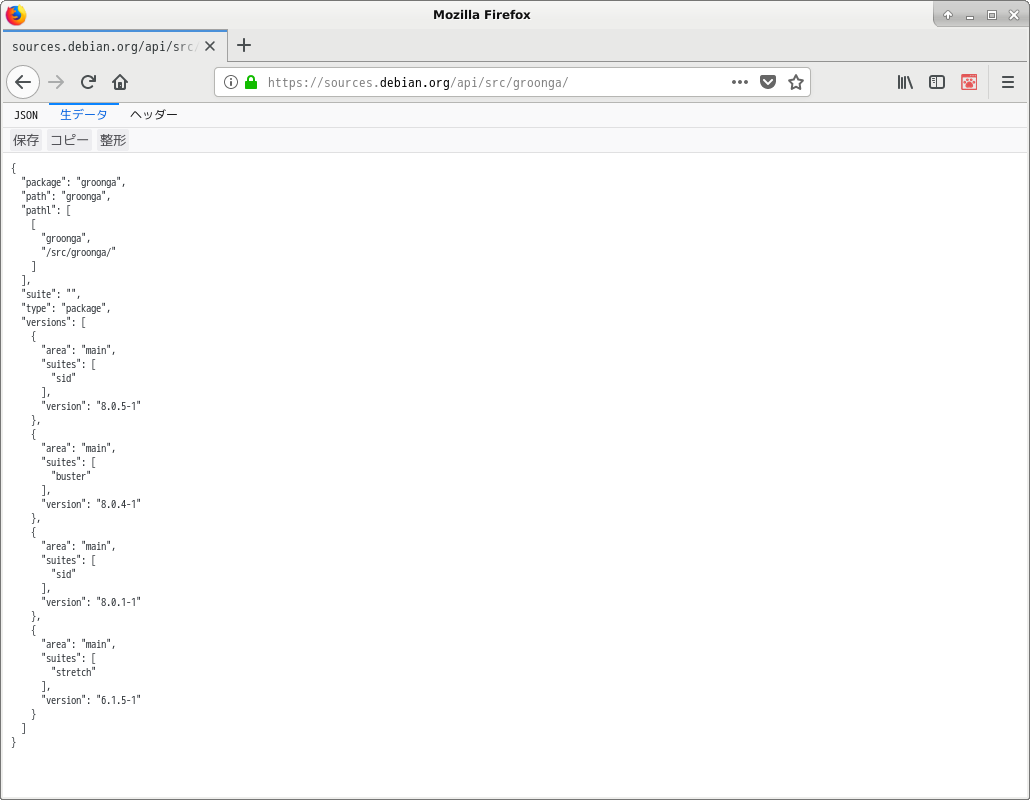 Mozilla Firefox
sources.debian.org/api/src/
https://sources.debian.org/api/src/groonga/
JSON 生データ ヘッダー
保存 コピー 整形
{
  "package": "groonga",
  "path": "groonga",
  "pathl": [
    [
      "groonga",
      "/src/groonga/"
    ]
  ],
  "suite": "",
  "type": "package",
  "versions": [
    {
      "area": "main",
      "suites": [
        "sid"
      ],
      "version": "8.0.5-1"
    },
    {
      "area": "main",
      "suites": [
        "buster"
      ],
      "version": "8.0.4-1"
    },
    {
      "area": "main",
      "suites": [
        "sid"
      ],
      "version": "8.0.1-1"
    },
    {
      "area": "main",
      "suites": [
        "stretch"
      ],
      "version": "6.1.5-1"
    }
  ]
}